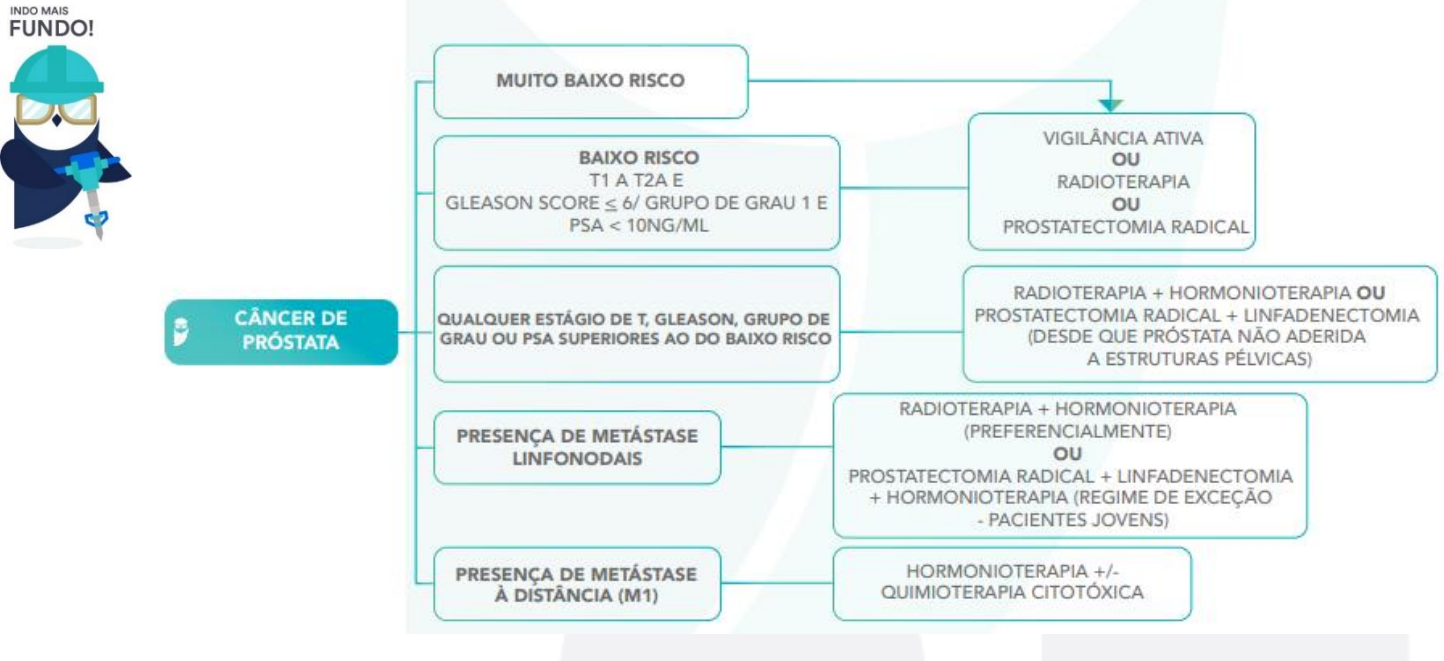 INDO MAIS
FUNDO!
MUITO BAIXO RISCO
BAIXO RISCO
T1 A T2A E
GLEASON SCORE ≤ 6/ GRUPO DE GRAU 1 E
PSA < 10NG/ML
VIGILÂNCIA ATIVA
OU
RADIOTERAPIA
OU
PROSTATECTOMIA RADICAL
CÂNCER DE
PRÓSTATA
QUALQUER ESTÁGIO DE T, GLEASON, GRUPO DE
GRAU OU PSA SUPERIORES AO DO BAIXO RISCO
RADIOTERAPIA + HORMONIOTERAPIA OU
PROSTATECTOMIA RADICAL + LINFADENECTOMIA
(DESDE QUE PRÓSTATA NÃO ADERIDA
A ESTRUTURAS PÉLVICAS)
PRESENÇA DE METÁSTASE
LINFONODAIS
RADIOTERAPIA + HORMONIOTERAPIA
(PREFERENCIALMENTE)
OU
PROSTATECTOMIA RADICAL + LINFADENECTOMIA
+ HORMONIOTERAPIA (REGIME DE EXCEÇÃO
- PACIENTES JOVENS)
PRESENÇA DE METÁSTASE
À DISTÂNCIA (M1)
HORMONIOTERAPIA +/-
QUIMIOTERAPIA CITOTÓXICA